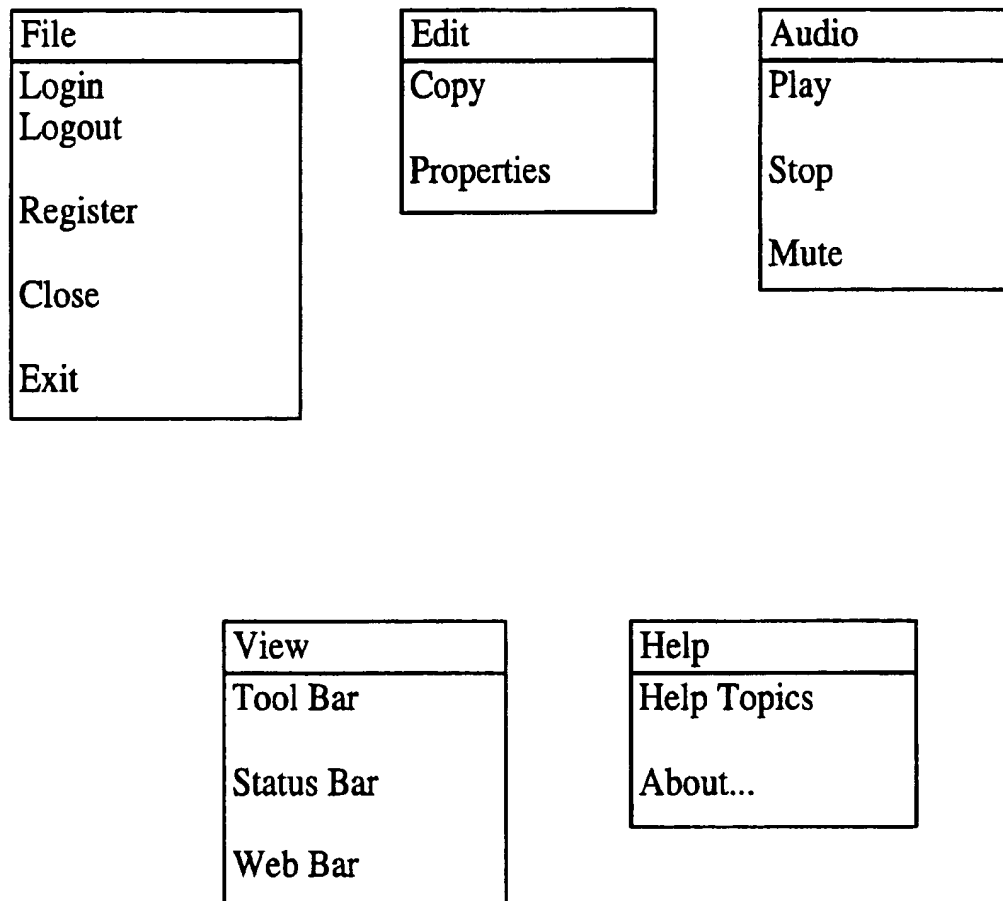 File
Login
Logout
Register
Close
Exit
Edit
Copy
Properties
Audio
Play
Stop
Mute
View
Tool Bar
Status Bar
Web Bar
Help
Help Topics
About...